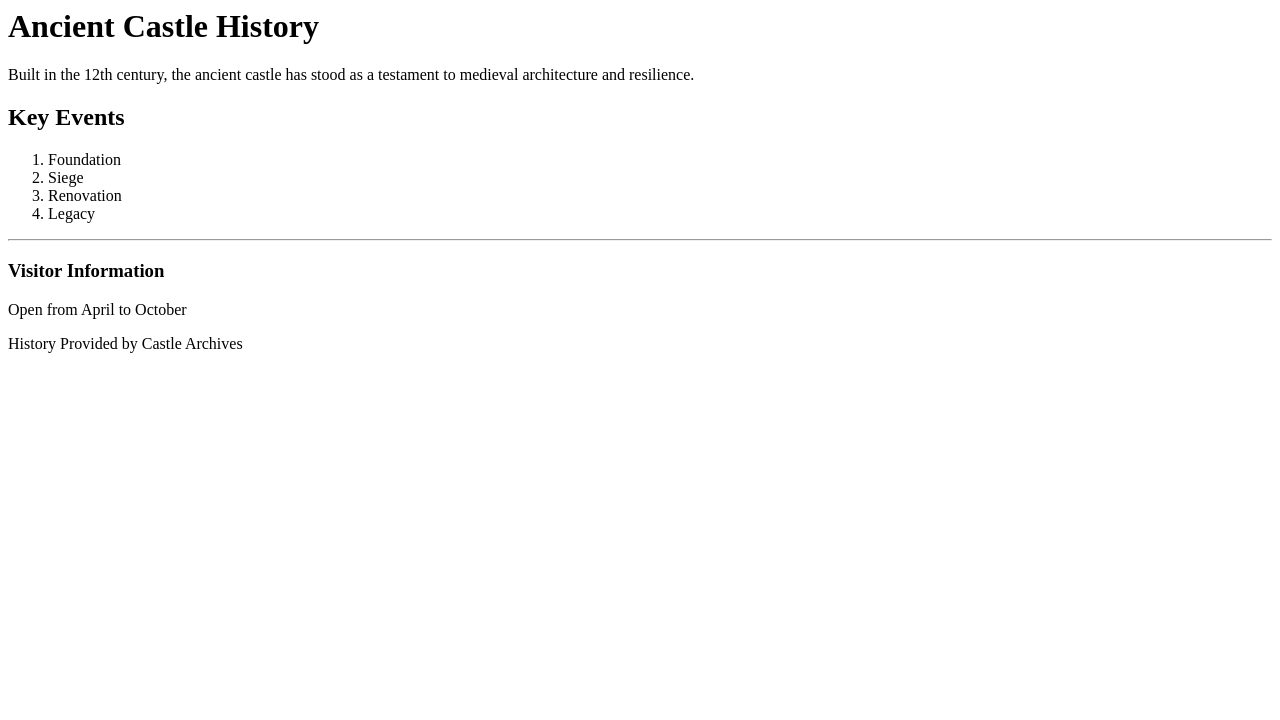 Ancient Castle History
Built in the 12th century, the ancient castle has stood as a testament to medieval architecture and resilience.
Key Events
1. Foundation
2. Siege
3. Renovation
4. Legacy
Visitor Information
Open from April to October
History Provided by Castle Archives